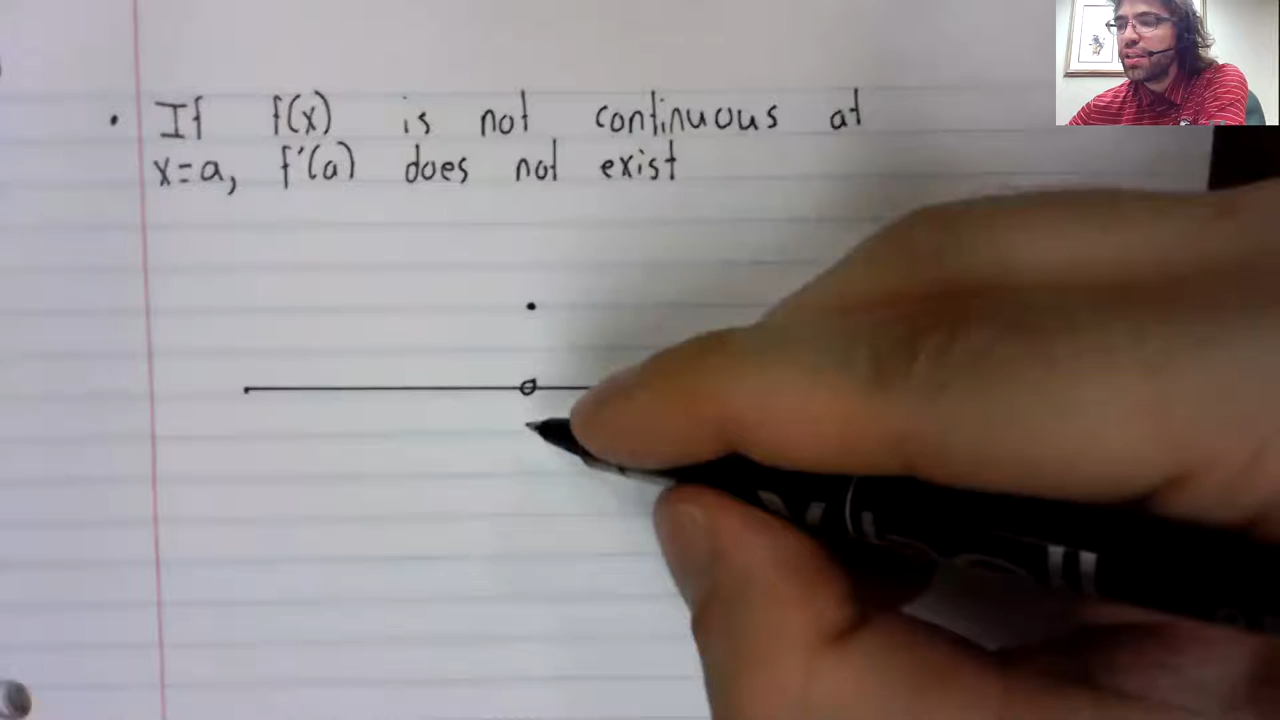 • If f(x) is not continuous at
x=a, f'(a) does not exist